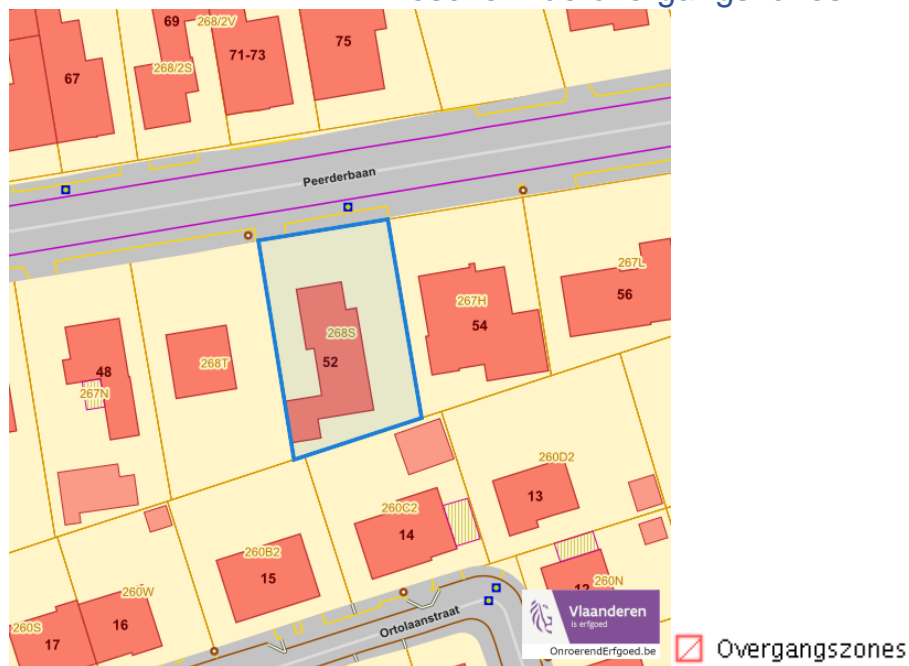 69
268/2V
71-73
75
67
268/2S
Peerderbaan
267L
267H
56
54
268S
52
268T
48
267N
260D2
13
260C2
14
260B2
15
260W
16
260S
17
12
260N
Ortolaanstraat
Vlaanderen
is erfgoed
OnroerendErfgoed.be
Overgangszones